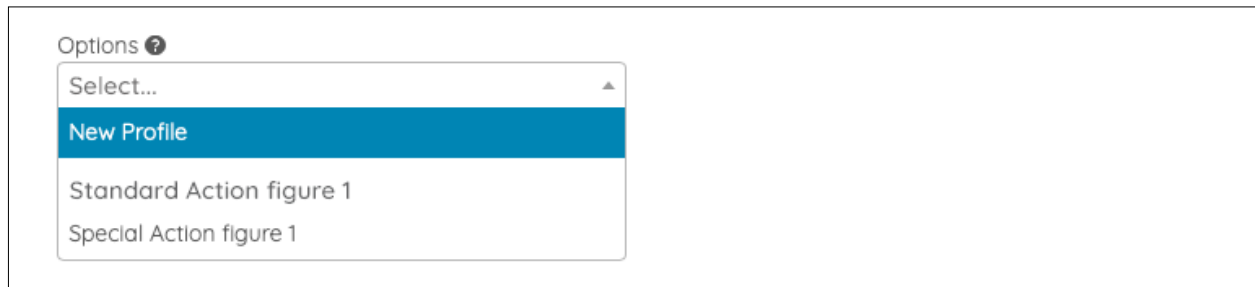 Options ?
Select...
New Profile
Standard Action figure 1
Special Action figure 1